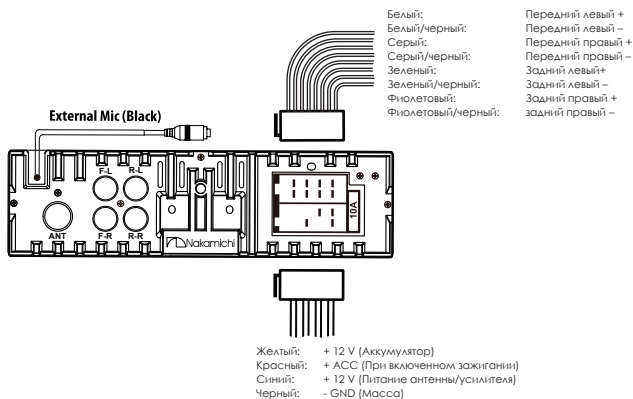 Белый: Передний левый +
Белый/черный: Передний левый –
Серый: Передний правый +
Серый/черный: Передний правый –
Зеленый: Задний левый+
Зеленый/черный: Задний левый –
Фиолетовый: Задний правый +
Фиолетовый/черный: задний правый –
External Mic (Black)
F-L R-L
ANT F-R R-R
Nakamichi
10A
Желтый: + 12 V (Аккумулятор)
Красный: + ACC (При включенном зажигании)
Синий: + 12 V (Питание антенны/усилителя)
Черный: - GND (Масса)